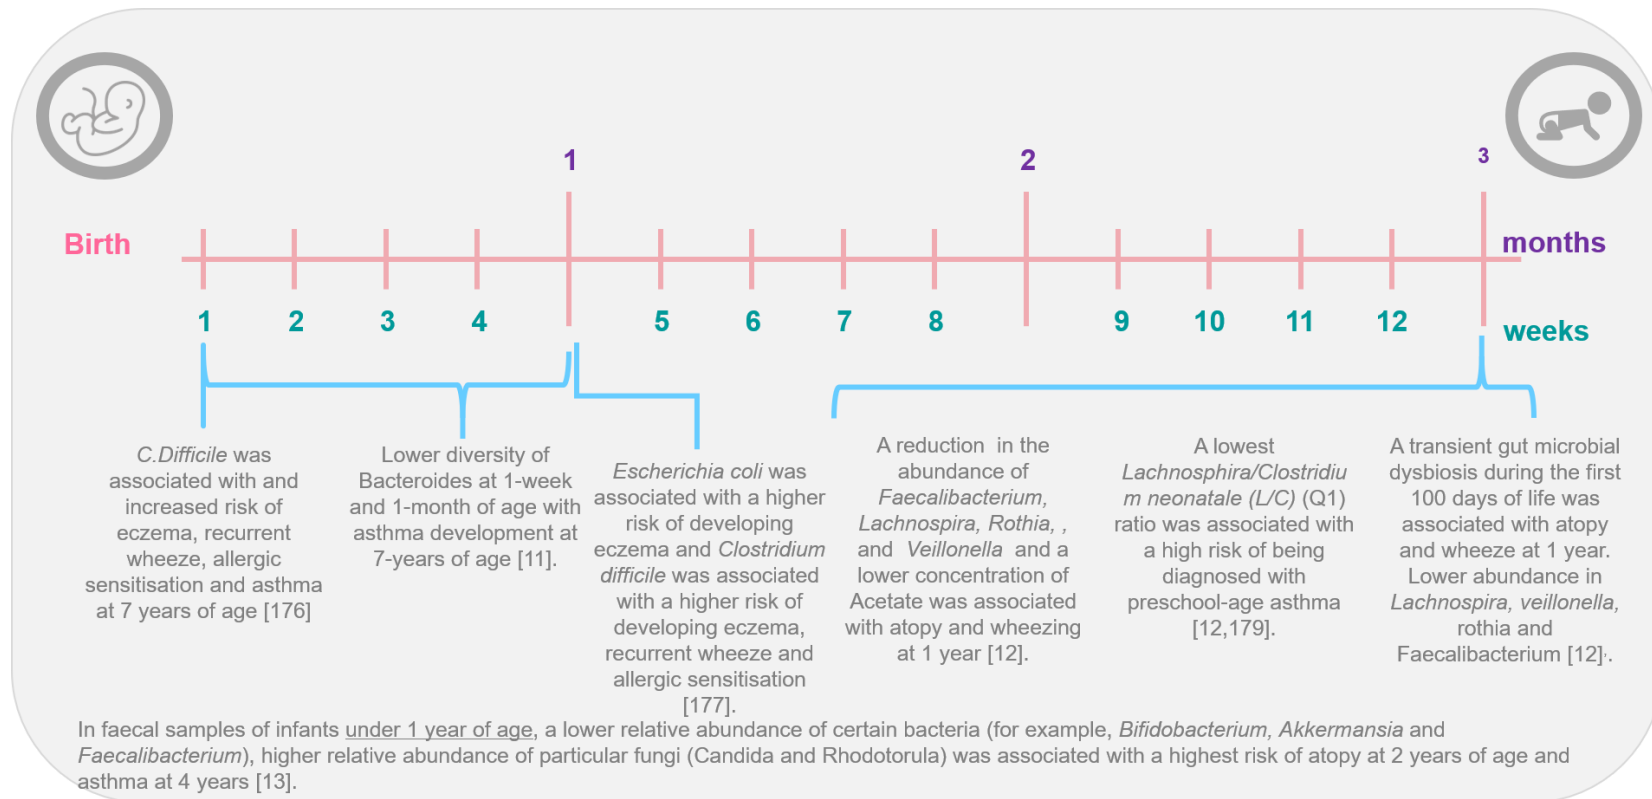 1
2
3
Birth
months
1
2
3
4
5
6
7
8
9
10
11
12
weeks
C.Difficile was
associated with and
increased risk of
eczema, recurrent
wheeze, allergic
sensitisation and asthma
at 7 years of age [176]
Lower diversity of
Bacteroides at 1-week
and 1-month of age with
asthma development at
7-years of age [11].
Escherichia coli was
associated with a higher
risk of developing
eczema and Clostridium
difficile was associated
with a higher risk of
developing eczema,
recurrent wheeze and
allergic sensitisation
[177].
A reduction in the
abundance of
Faecalibacterium,
Lachnospira, Rothia, ,
and Veillonella and a
lower concentration of
Acetate was associated
with atopy and wheezing
at 1 year [12].
A lowest
Lachnosphira/Clostridiu
m neonatale (L/C) (Q1)
ratio was associated with
a high risk of being
diagnosed with
preschool-age asthma
[12,179].
A transient gut microbial
dysbiosis during the first
100 days of life was
associated with atopy
and wheeze at 1 year.
Lower abundance in
Lachnospira, veillonella,
rothia and
Faecalibacterium [12],.
In faecal samples of infants under 1 year of age, a lower relative abundance of certain bacteria (for example, Bifidobacterium, Akkermansia and
Faecalibacterium), higher relative abundance of particular fungi (Candida and Rhodotorula) was associated with a highest risk of atopy at 2 years of age and
asthma at 4 years [13].